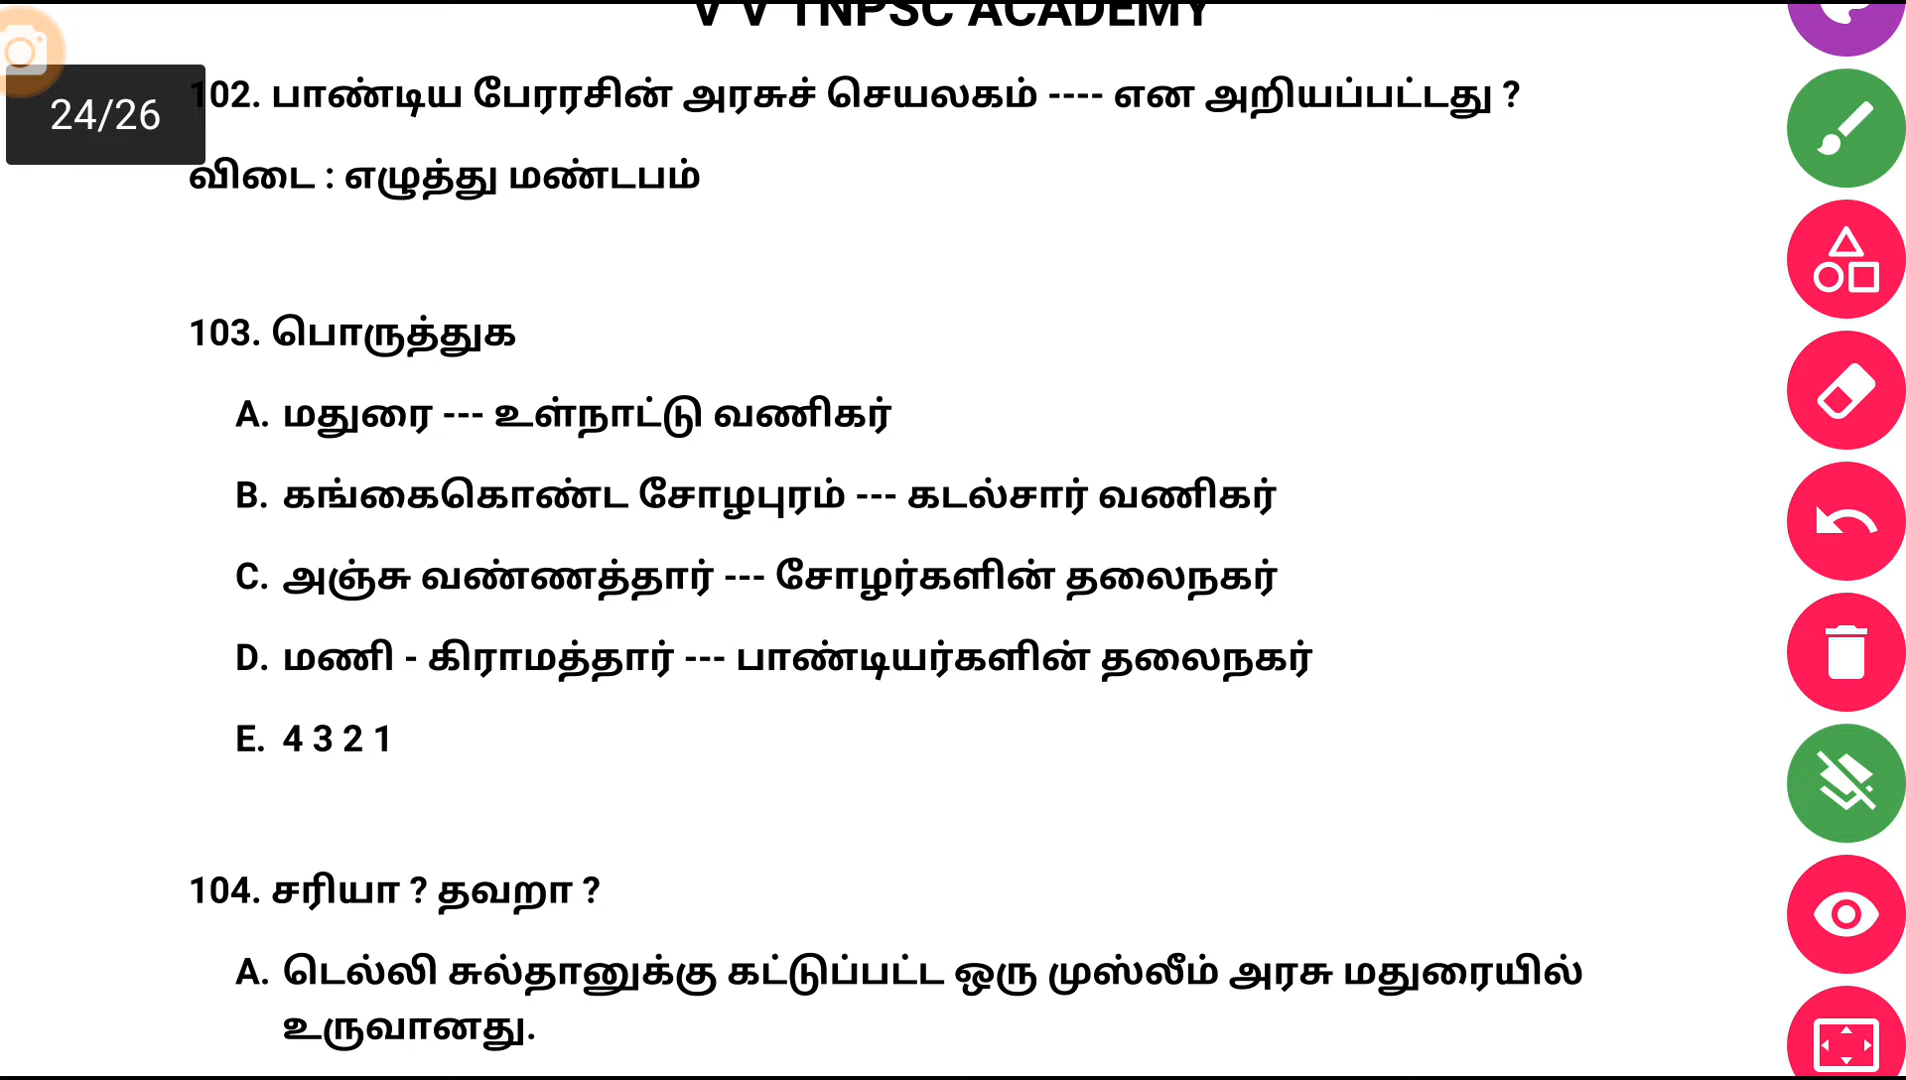 V V TNPSC ACADEMY
24/26
102. பாண்டிய பேரரசின் அரசுச் செயலகம் ---- என அறியப்பட்டது ?
விடை : எழுத்து மண்டபம்
103. பொருத்துக
A. மதுரை --- உள்நாட்டு வணிகர்
B. கங்கைகொண்ட சோழபுரம் --- கடல்சார் வணிகர்
C. அஞ்சு வண்ணத்தார் --- சோழர்களின் தலைநகர்
D. மணி - கிராமத்தார் --- பாண்டியர்களின் தலைநகர்
E. 4 3 2 1
104. சரியா ? தவறா ?
A. டெல்லி சுல்தானுக்கு கட்டுப்பட்ட ஒரு முஸ்லீம் அரசு மதுரையில்
உருவானது.